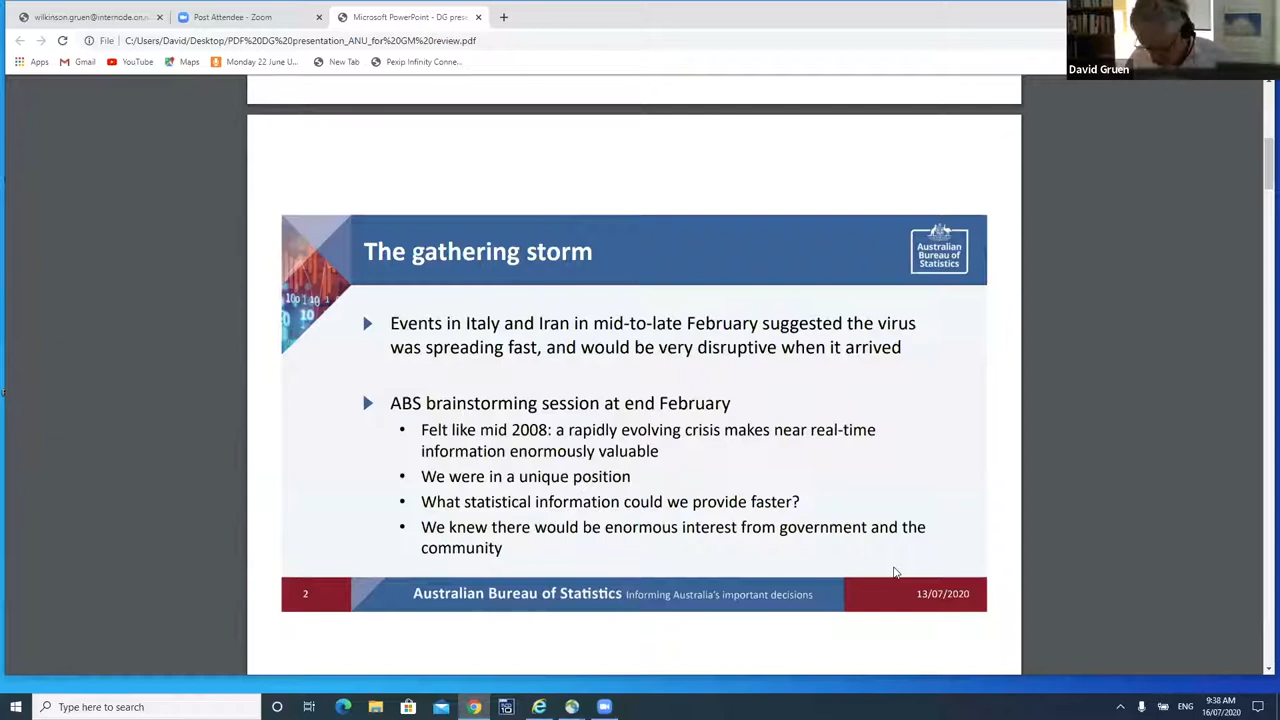 wilkinson.gruen@internode.on.n
Post Attendee - Zoom
Microsoft PowerPoint - DG pres
File
C:/Users/David/Desktop/PDF%20DG%20presentation_ANU_for%20GM%20review.pdf
Apps
Gmail
YouTube
Maps
Monday 22 June U...
New Tab
Pexip Infinity Conne...
David Gruen
The gathering storm
Australian
Bureau of
Statistics
Events in Italy and Iran in mid-to-late February suggested the virus
was spreading fast, and would be very disruptive when it arrived
ABS brainstorming session at end February
Felt like mid 2008: a rapidly evolving crisis makes near real-time
information enormously valuable
We were in a unique position
What statistical information could we provide faster?
We knew there would be enormous interest from government and the
community
2
Australian Bureau of Statistics Informing Australia's important decisions
13/07/2020
Type here to search
ENG
9:38 AM
16/07/2020